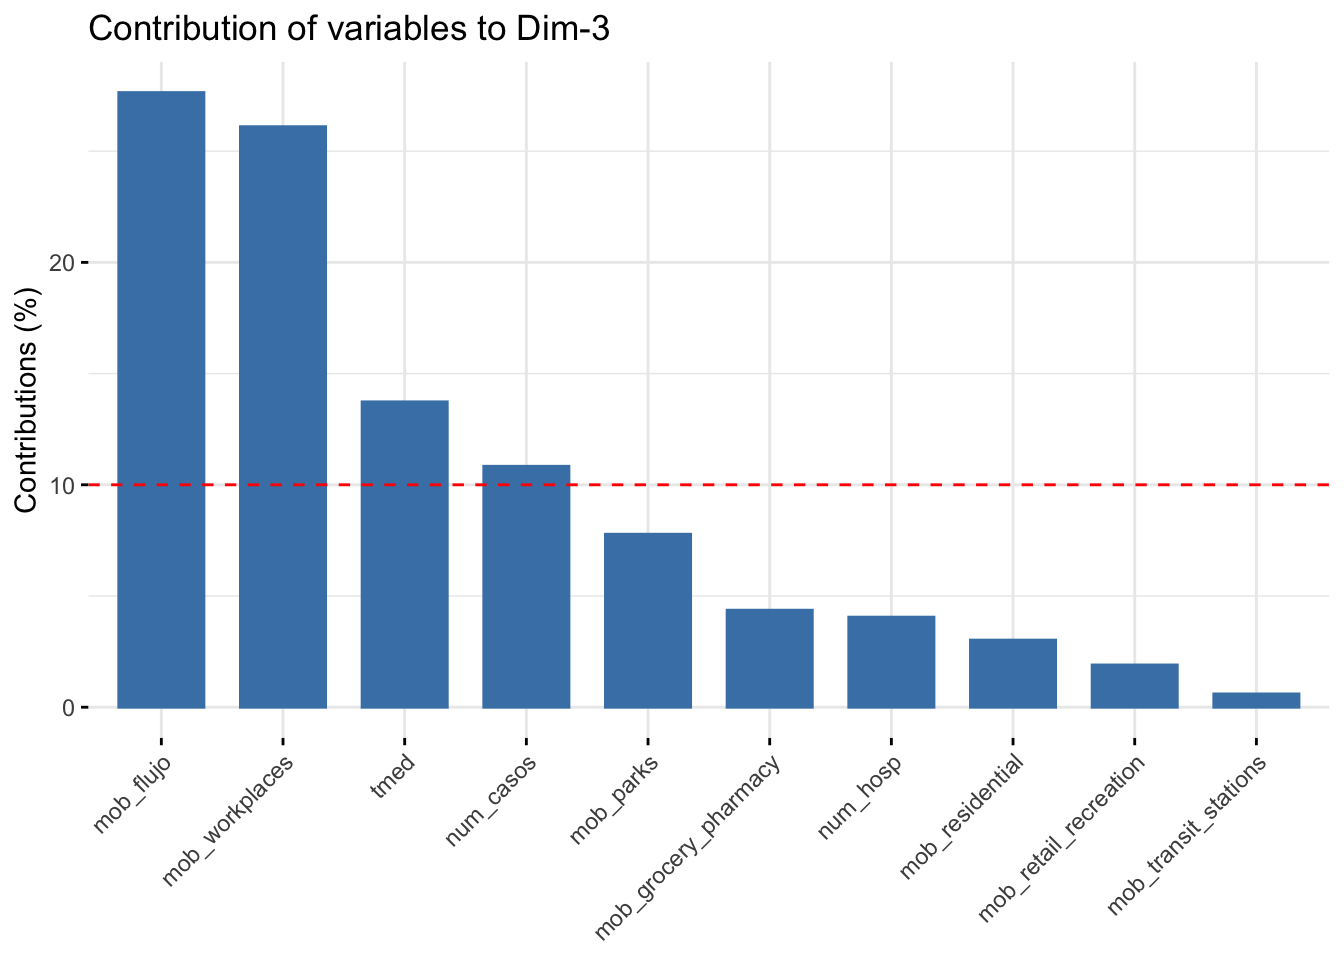 Contribution of variables to Dim-3
Contributions (%)
20
10
0
mob_flujo
mob_workplaces
tmed
num_casos
mob_parks
mob_grocery_pharmacy
num_hosp
mob_residential
mob_retail_recreation
mob_transit_stations